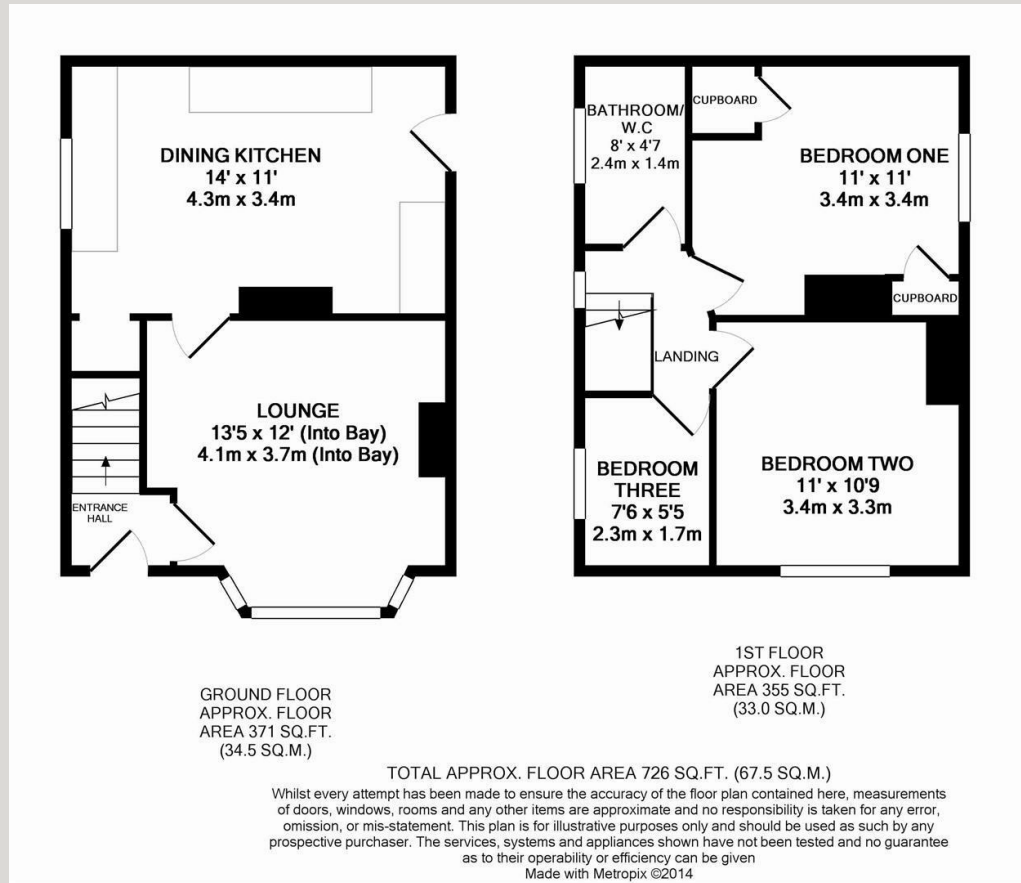 DINING KITCHEN
14' x 11'
4.3m x 3.4m
LOUNGE
13'5 x 12' (Into Bay)
4.1m x 3.7m (Into Bay)
ENTRANCE
HALL
GROUND FLOOR
APPROX. FLOOR
AREA 371 SQ.FT.
(34.5 SQ.M.)
BATHROOM/
W.C
8' x 4'7
2.4m x 1.4m
CUPBOARD
BEDROOM ONE
11' x 11'
3.4m x 3.4m
CUPBOARD
LANDING
BEDROOM
THREE
7'6 x 5'5
2.3m x 1.7m
BEDROOM TWO
11' x 10'9
3.4m x 3.3m
1ST FLOOR
APPROX. FLOOR
AREA 355 SQ.FT.
(33.0 SQ.M.)
TOTAL APPROX. FLOOR AREA 726 SQ.FT. (67.5 SQ.M.)
Whilst every attempt has been made to ensure the accuracy of the floor plan contained here, measurements
of doors, windows, rooms and any other items are approximate and no responsibility is taken for any error,
omission, or mis-statement. This plan is for illustrative purposes only and should be used as such by any
prospective purchaser. The services, systems and appliances shown have not been tested and no guarantee
as to their operability or efficiency can be given
Made with Metropix ©2014